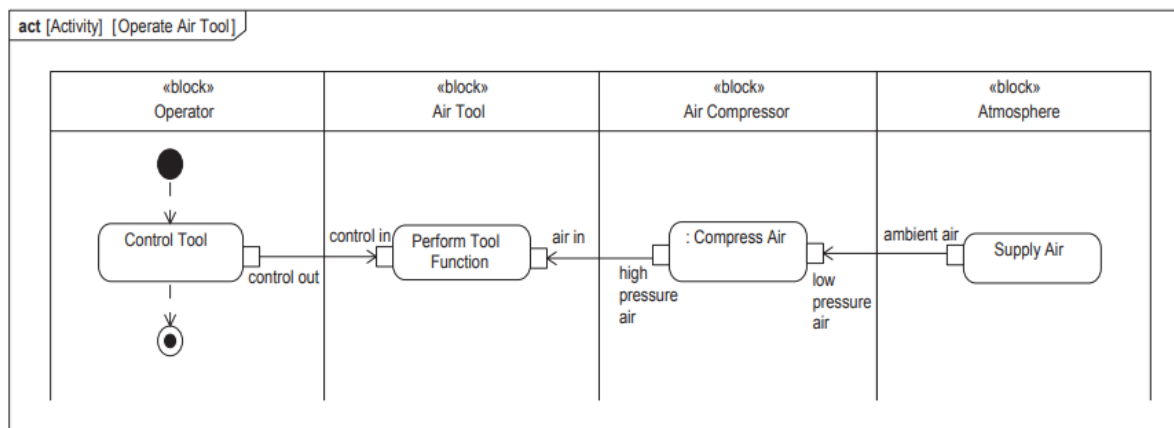 act [Activity] [Operate Air Tool]
«block»
Operator
«block»
Air Tool
«block»
Air Compressor
«block»
Atmosphere
Control Tool
control out
control in
Perform Tool
Function
air in
high
pressure
air
: Compress Air
low
pressure
air
ambient air
Supply Air